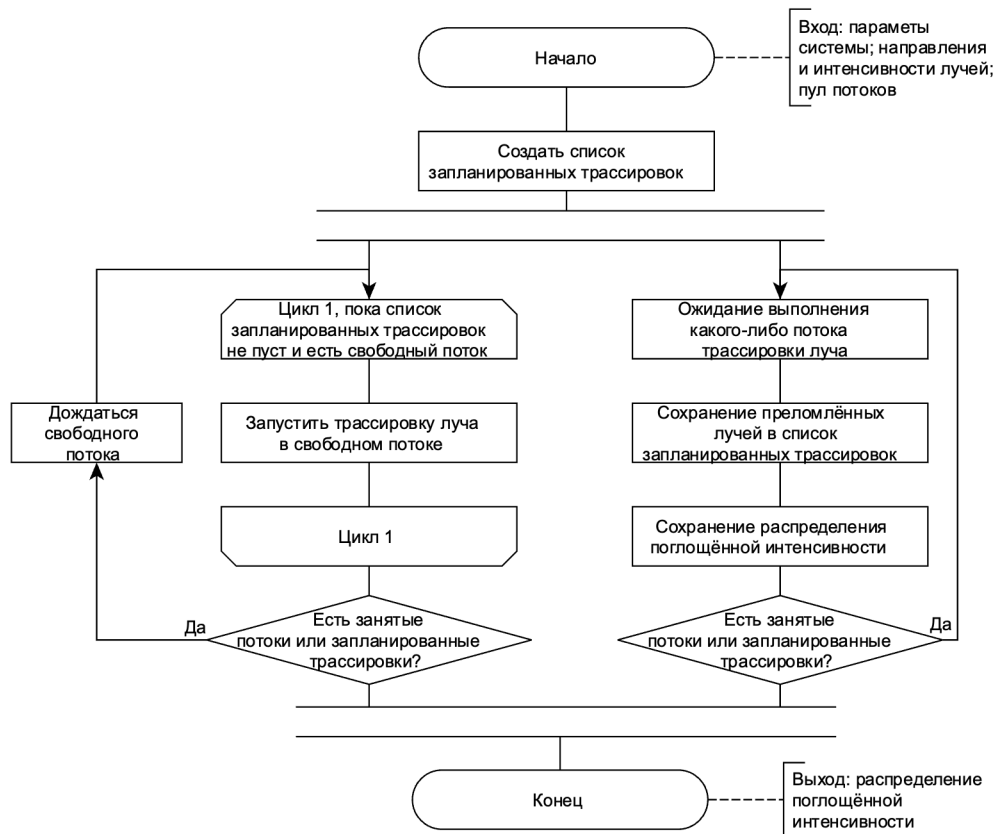 Начало
Вход: параметы
системы; направления
и интенсивности лучей;
пул потоков
Создать список
запланированных трассировок
Цикл 1, пока список
запланированных трассировок
не пуст и есть свободный поток
Запустить трассировку луча
в свободном потоке
Цикл 1
Есть занятые
потоки или запланированные
трассировки?
Да
Дождаться
свободного
потока
Ожидание выполнения
какого-либо потока
трассировки луча
Сохранение преломлённых
лучей в список
запланированных трассировок
Сохранение распределения
поглощённой интенсивности
Есть занятые
потоки или запланированные
трассировки?
Да
Конец
Выход: распределение
поглощённой
интенсивности